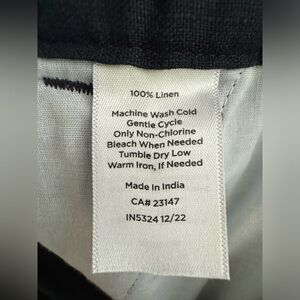 100% Linen
Machine Wash Cold
Gentle Cycle
Only Non-Chlorine
Bleach When Needed
Tumble Dry Low
Warm Iron, If Needed
Made in India
CA# 23147
IN5324 12/22